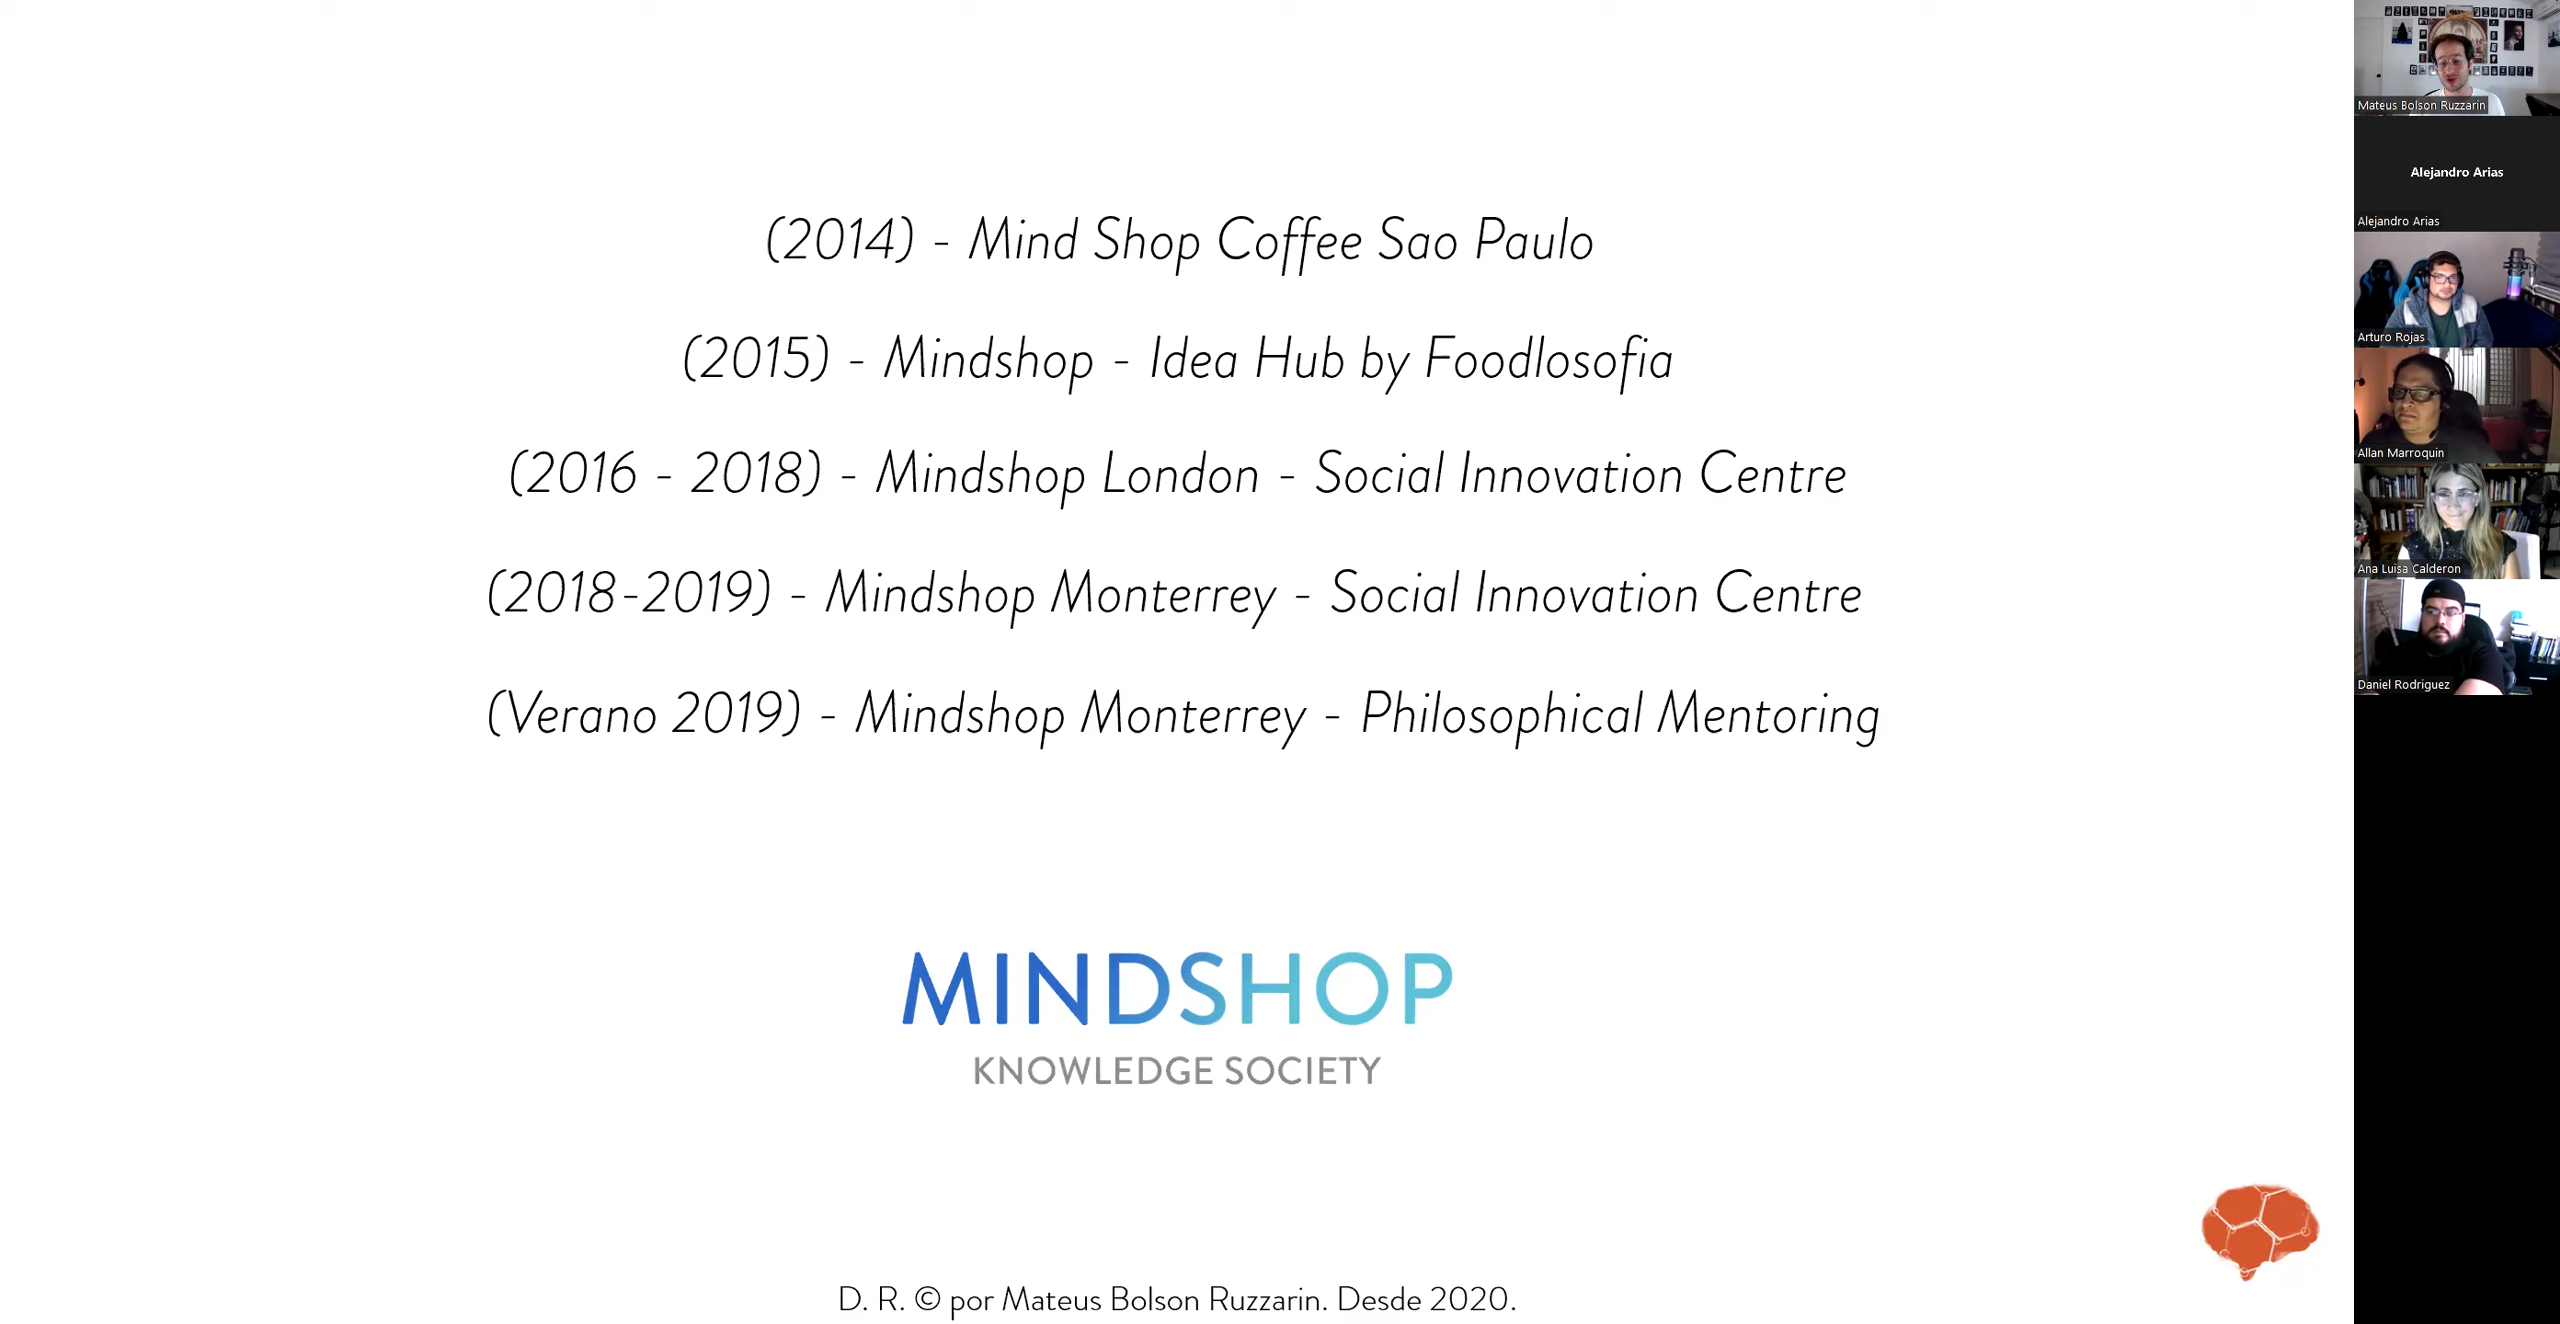 (2014) - Mind Shop Coffee Sao Paulo
(2015) - Mindshop - Idea Hub by Foodlosofia
(2016 - 2018) - Mindshop London - Social Innovation Centre
(2018-2019) - Mindshop Monterrey - Social Innovation Centre
(Verano 2019) - Mindshop Monterrey - Philosophical Mentoring
MINDSHOP
KNOWLEDGE SOCIETY
D. R. © por Mateus Bolson Ruzzarin. Desde 2020.
Mateus Bolson Ruzzarin
Alejandro Arias
Alejandro Arias
Arturo Rojas
Allan Marroquin
Ana Luisa Calderon
Daniel Rodriguez